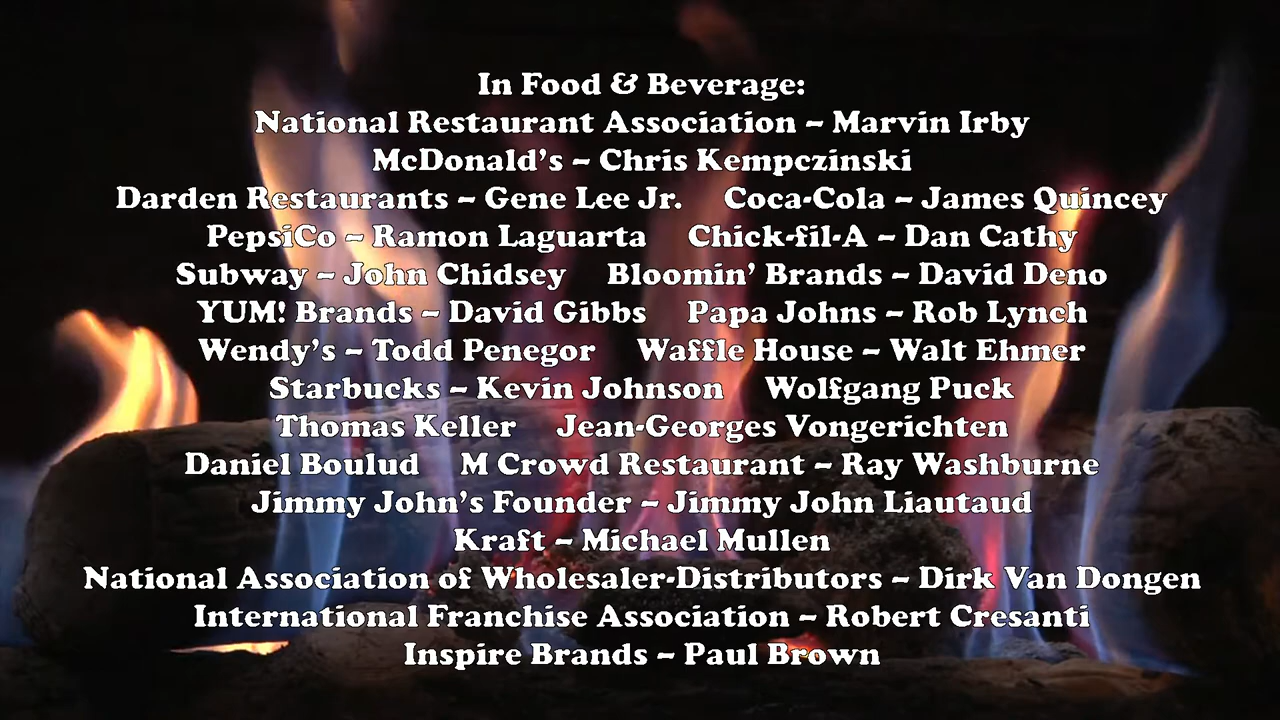 In Food & Beverage:
National Restaurant Association – Marvin Irby
McDonald's – Chris Kempczinski
Darden Restaurants – Gene Lee Jr. Coca-Cola – James Quincey
PepsiCo – Ramon Laguarta Chick-fil-A – Dan Cathy
Subway – John Chidsey Bloomin' Brands – David Deno
YUM! Brands – David Gibbs Papa Johns – Rob Lynch
Wendy's – Todd Penegor Waffle House – Walt Ehmer
Starbucks – Kevin Johnson Wolfgang Puck
Thomas Keller Jean-Georges Vongerichten
Daniel Boulud M Crowd Restaurant – Ray Washburne
Jimmy John's Founder – Jimmy John Liautaud
Kraft – Michael Mullen
National Association of Wholesaler-Distributors – Dirk Van Dongen
International Franchise Association – Robert Cresanti
Inspire Brands – Paul Brown